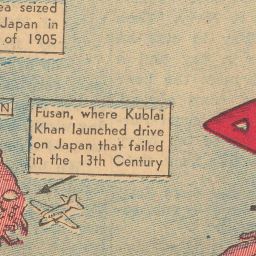 ea seized
Japan in
of 1905
N
Fusan, where Kublai
Khan launched drive
on Japan that failed
in the 13th Century